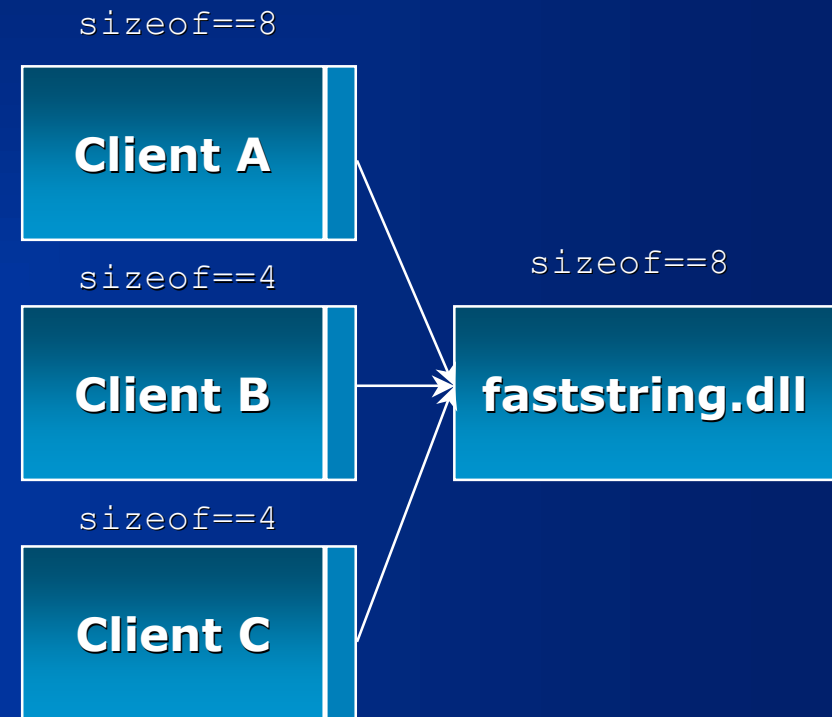 sizeof==8
Client A
sizeof==4
Client B
sizeof==4
Client C
sizeof==8
faststring.dll